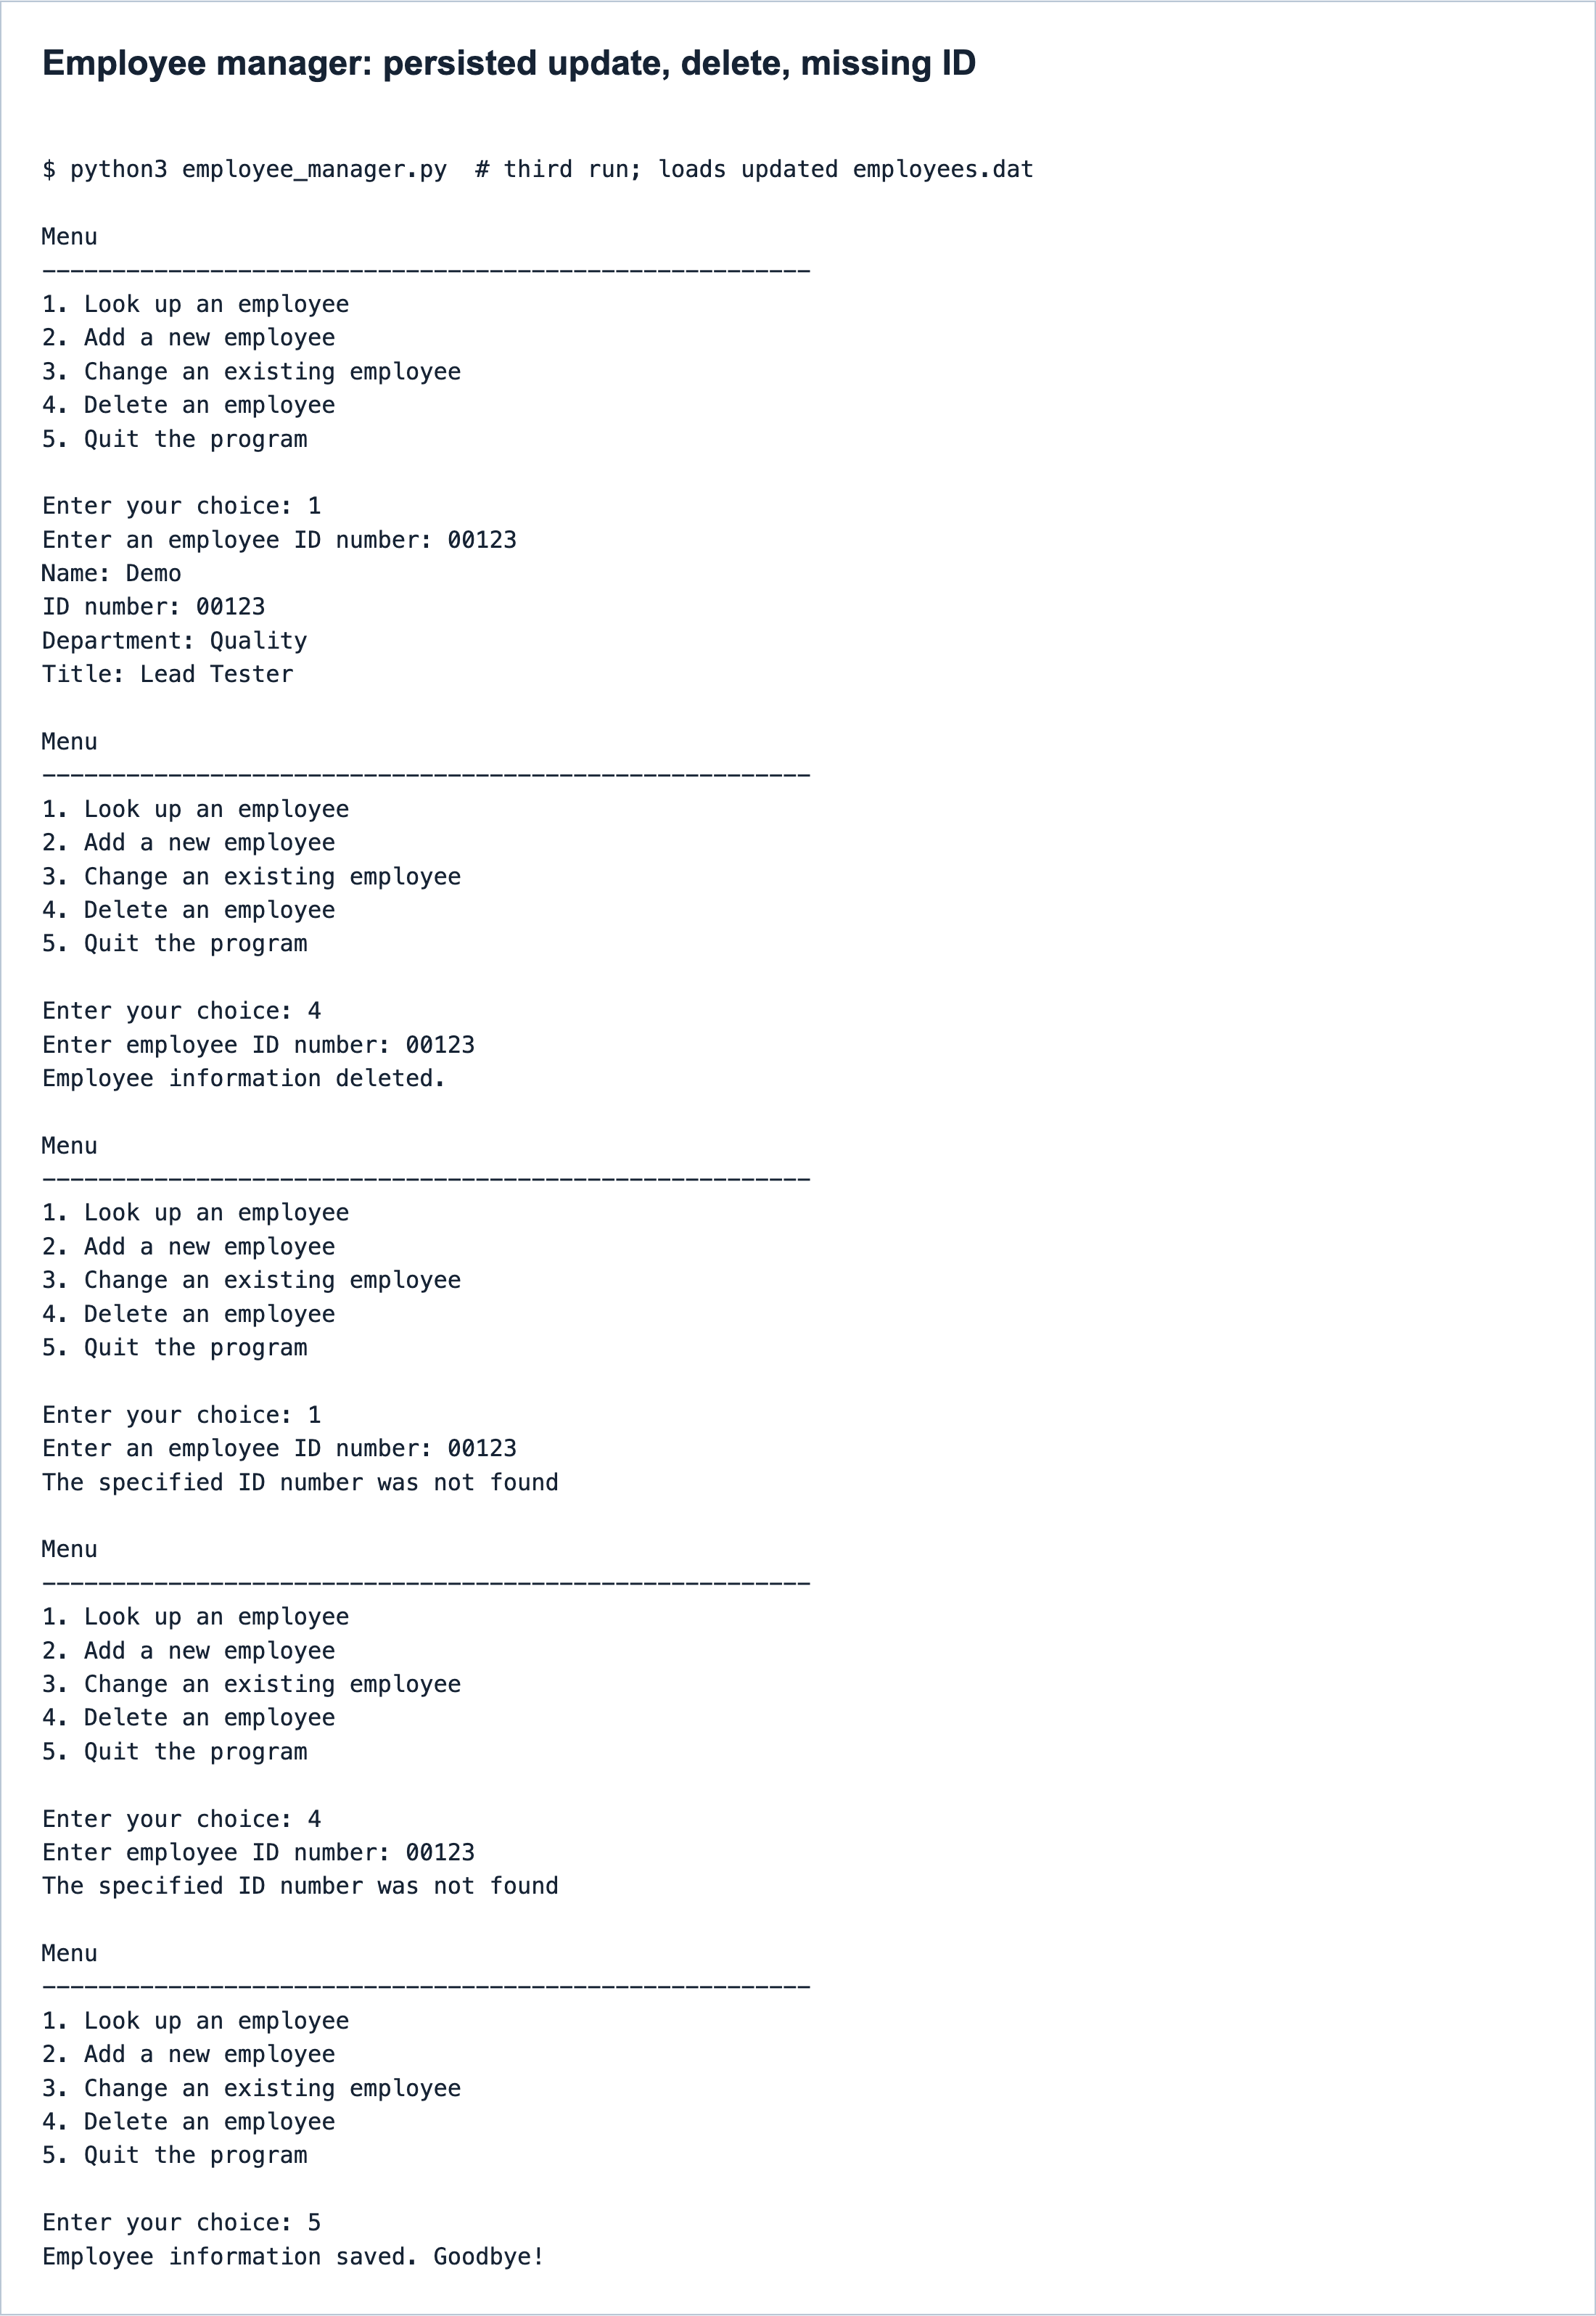 Employee manager: persisted update, delete, missing ID
$ python3 employee_manager.py  # third run; loads updated employees.dat
Menu
-------------------------------------------------------
1. Look up an employee
2. Add a new employee
3. Change an existing employee
4. Delete an employee
5. Quit the program
Enter your choice: 1
Enter an employee ID number: 00123
Name: Demo
ID number: 00123
Department: Quality
Title: Lead Tester
Menu
-------------------------------------------------------
1. Look up an employee
2. Add a new employee
3. Change an existing employee
4. Delete an employee
5. Quit the program
Enter your choice: 4
Enter employee ID number: 00123
Employee information deleted.
Menu
-------------------------------------------------------
1. Look up an employee
2. Add a new employee
3. Change an existing employee
4. Delete an employee
5. Quit the program
Enter your choice: 1
Enter an employee ID number: 00123
The specified ID number was not found
Menu
-------------------------------------------------------
1. Look up an employee
2. Add a new employee
3. Change an existing employee
4. Delete an employee
5. Quit the program
Enter your choice: 4
Enter employee ID number: 00123
The specified ID number was not found
Menu
-------------------------------------------------------
1. Look up an employee
2. Add a new employee
3. Change an existing employee
4. Delete an employee
5. Quit the program
Enter your choice: 5
Employee information saved. Goodbye!